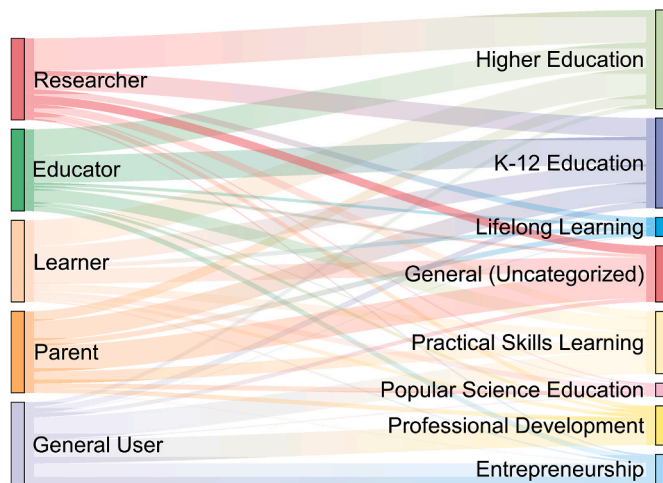 Researcher
Educator
Learner
Parent
General User
Higher Education
K-12 Education
Lifelong Learning
General (Uncategorized)
Practical Skills Learning
Popular Science Education
Professional Development
Entrepreneurship